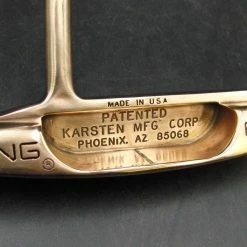 MADE IN USA
PATENTED
KARSTEN MFG CORP
PHOENIX, AZ 85068
NG ®